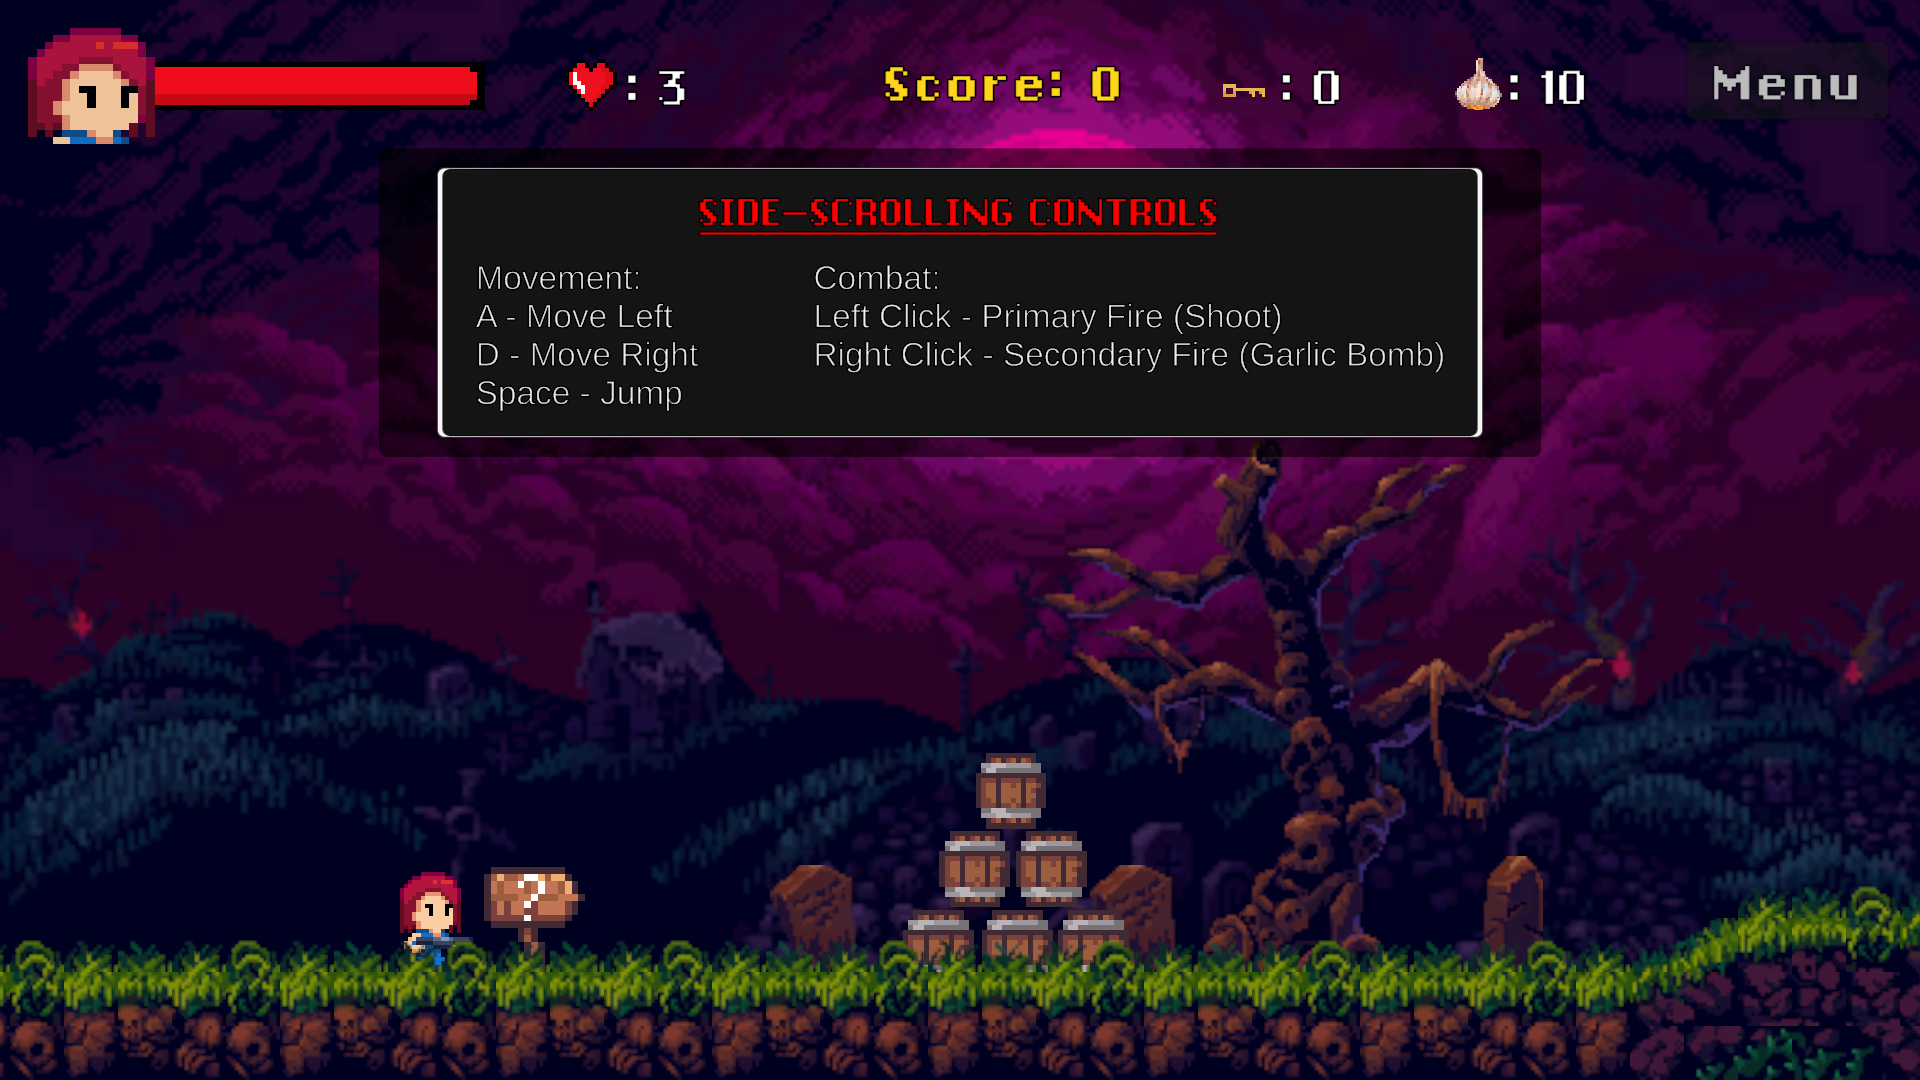 : 3
Score: 0
: 0
: 10
Menu
SIDE-SCROLLING CONTROLS
Movement:
A - Move Left
D - Move Right
Space - Jump
Combat:
Left Click - Primary Fire (Shoot)
Right Click - Secondary Fire (Garlic Bomb)
?